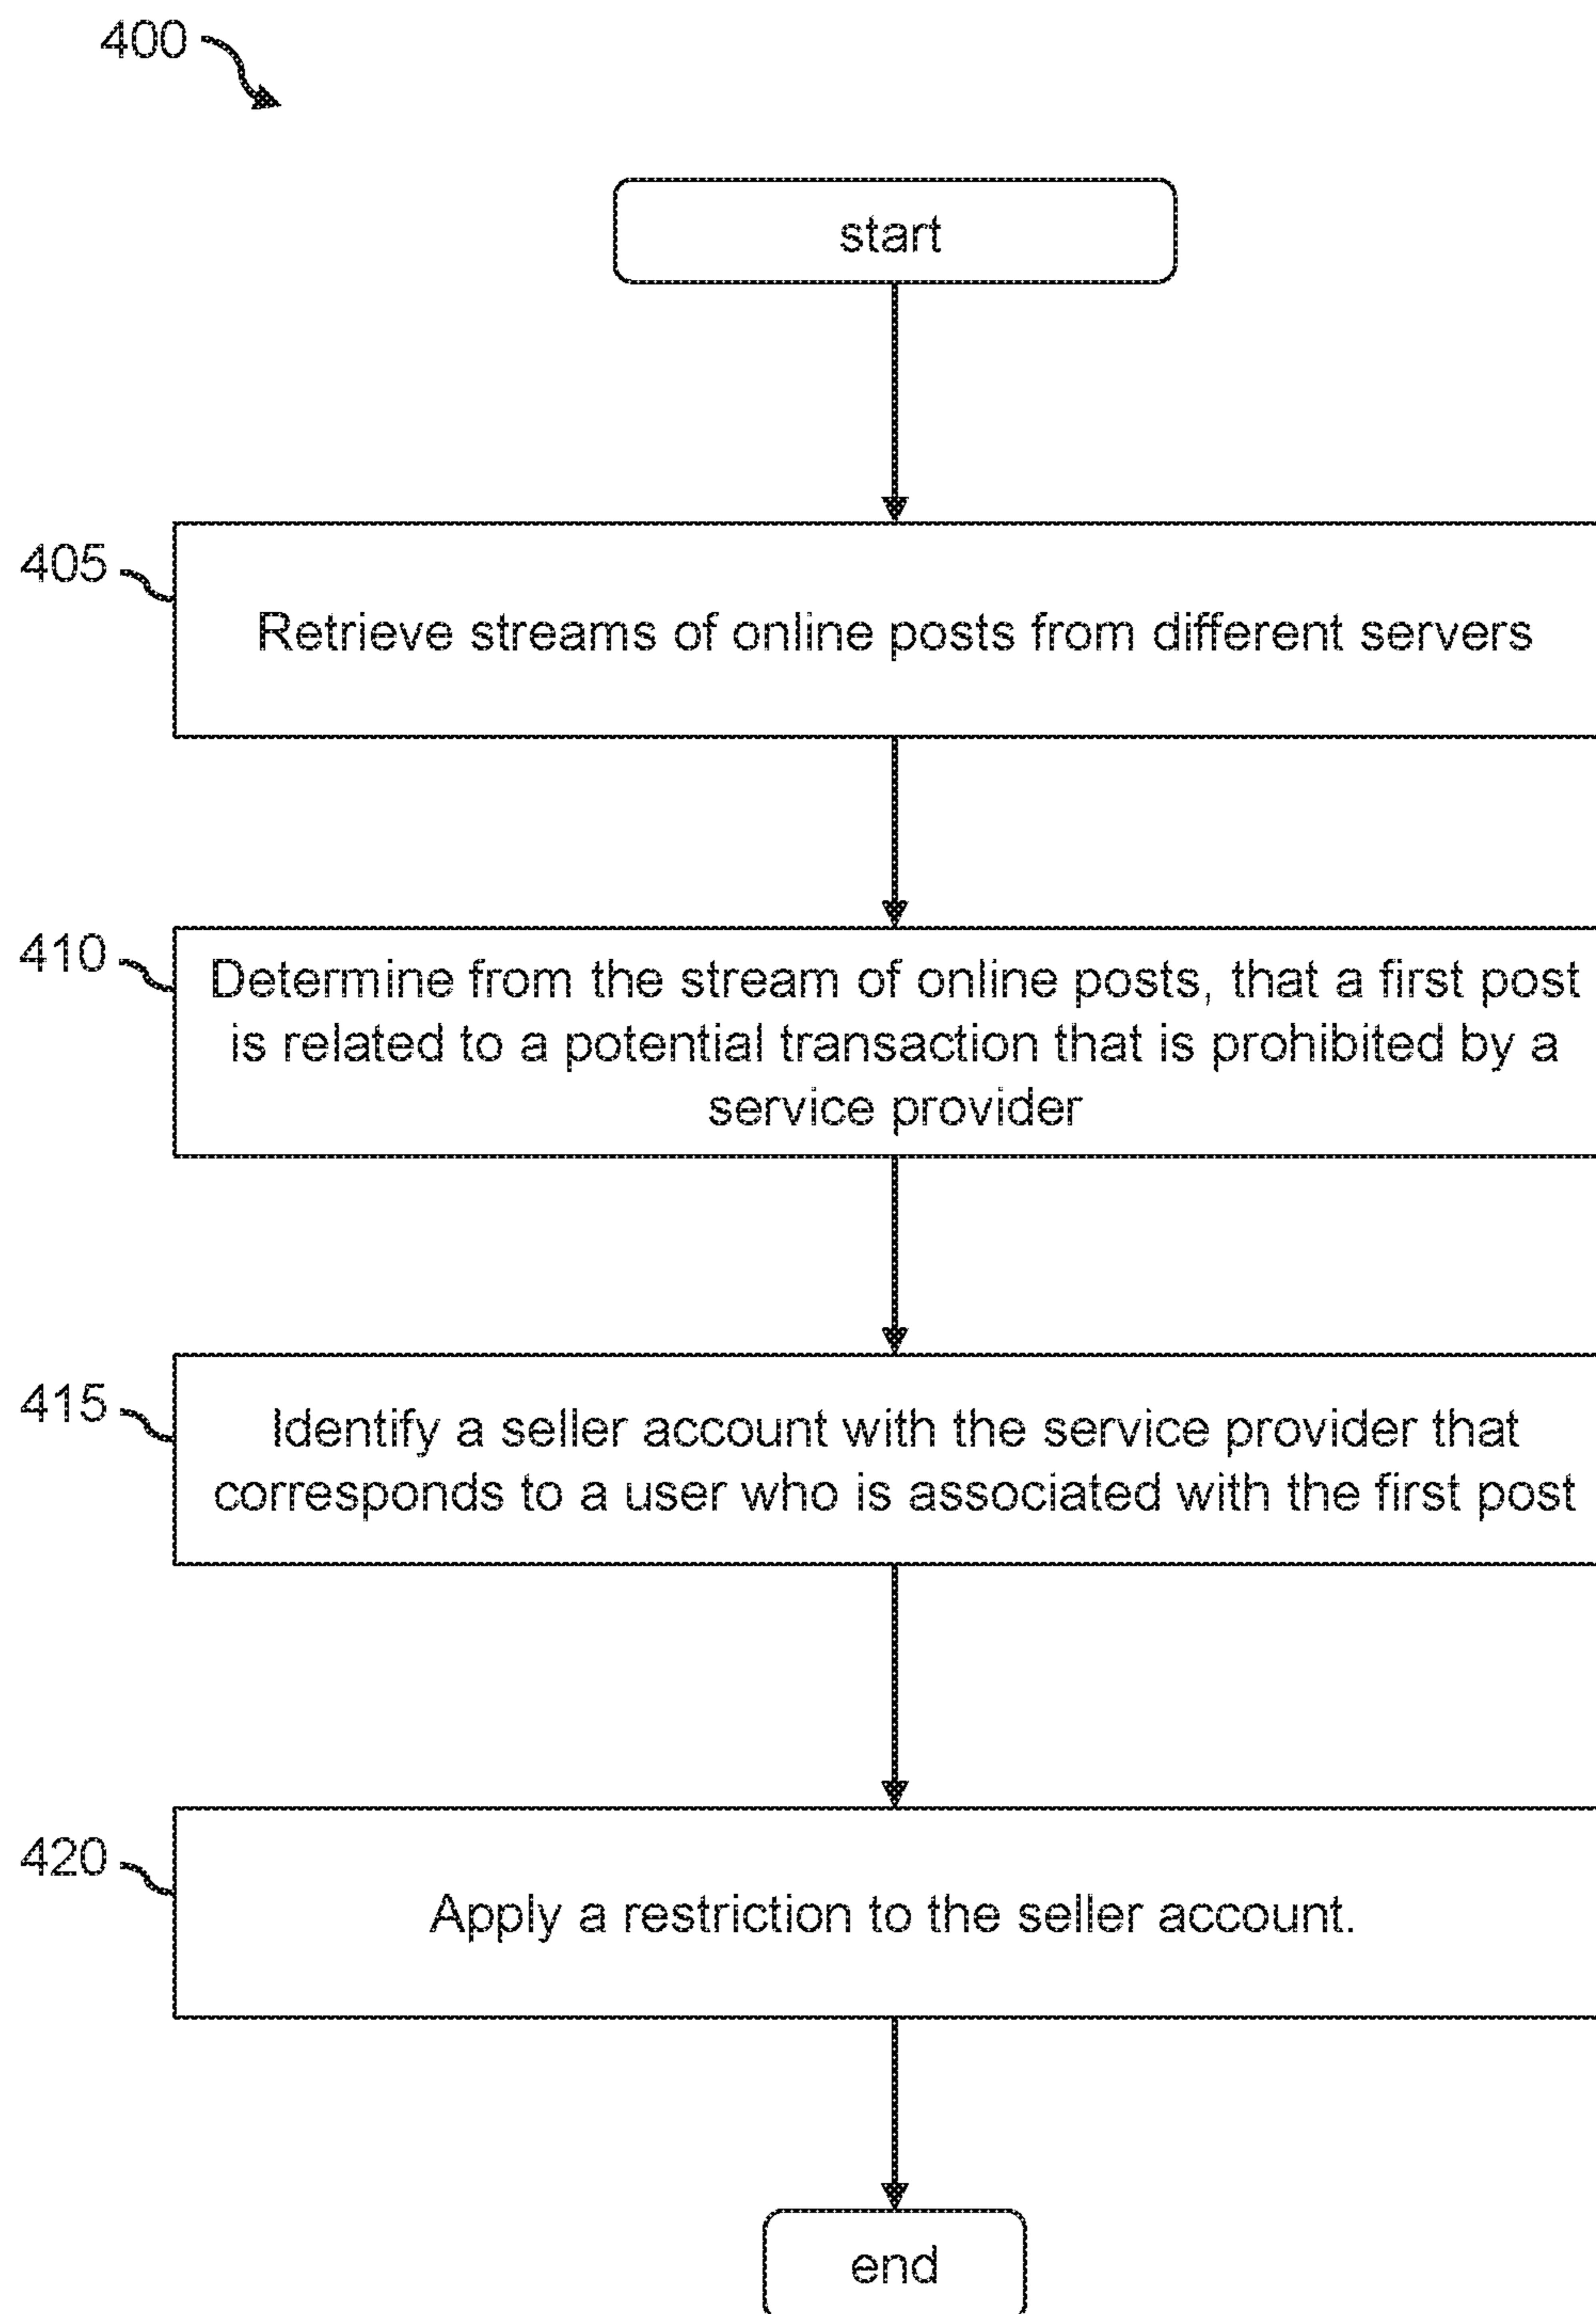 400
start
405
Retrieve streams of online posts from different servers
410
Determine from the stream of online posts, that a first post
is related to a potential transaction that is prohibited by a
service provider
415
Identify a seller account with the service provider that
corresponds to a user who is associated with the first post
420
Apply a restriction to the seller account.
end